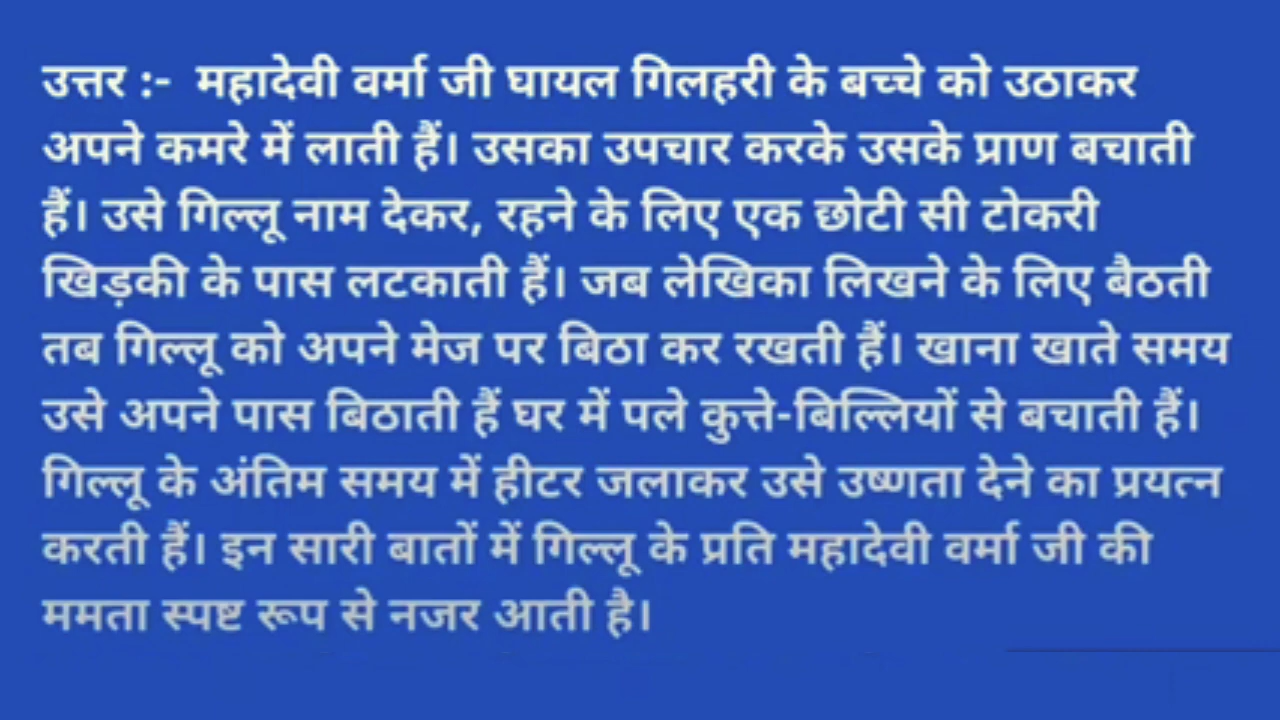 उत्तर :- महादेवी वर्मा जी घायल गिलहरी के बच्चे को उठाकर
अपने कमरे में लाती हैं। उसका उपचार करके उसके प्राण बचाती
हैं। उसे गिल्लू नाम देकर, रहने के लिए एक छोटी सी टोकरी
खिड़की के पास लटकाती हैं। जब लेखिका लिखने के लिए बैठती
तब गिल्लू को अपने मेज पर बिठा कर रखती हैं। खाना खाते समय
उसे अपने पास बिठाती हैं घर में पले कुत्ते-बिल्लियों से बचाती हैं।
गिल्लू के अंतिम समय में हीटर जलाकर उसे उष्णता देने का प्रयत्न
करती हैं। इन सारी बातों में गिल्लू के प्रति महादेवी वर्मा जी की
ममता स्पष्ट रूप से नजर आती है।